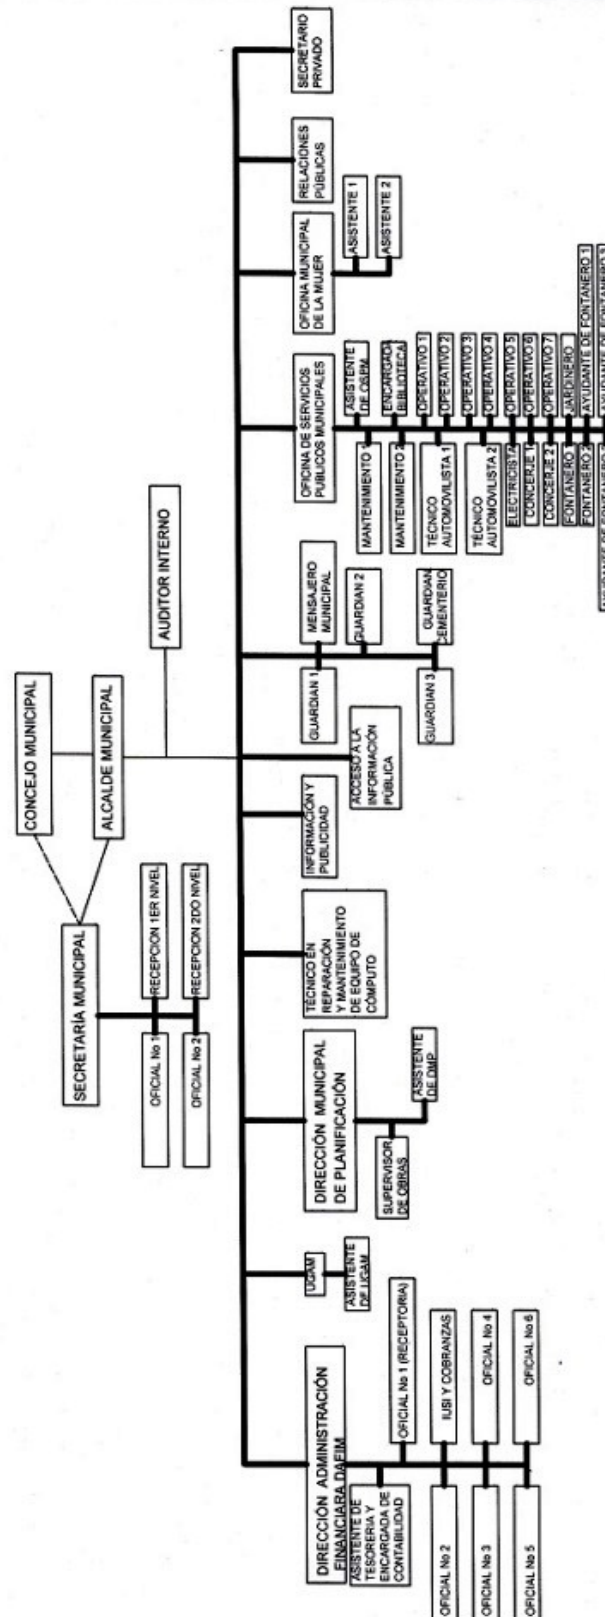 CONCEJO MUNICIPAL
ALCALDE MUNICIPAL
AUDITOR INTERNO
SECRETARÍA MUNICIPAL
OFICIAL No 1
RECEPCION 1ER NIVEL
OFICIAL No 2
RECEPCION 2DO NIVEL
DIRECCIÓN ADMINISTRACIÓN
FINANCIARA DAFIM
ASISTENTE DE
TESORERIA Y
ENCARGADA DE
CONTABILIDAD
OFICIAL No 1 (RECEPTORIA)
OFICIAL No 2
IUSI Y COBRANZAS
OFICIAL No 3
OFICIAL No 4
OFICIAL No 5
OFICIAL No 6
UGAM
ASISTENTE
DE UGAM
DIRECCIÓN MUNICIPAL
DE PLANIFICACIÓN
SUPERVISOR
DE OBRAS
ASISTENTE
DE DMP
TÉCNICO EN
REPARACIÓN
Y MANTENIMIENTO
DE EQUIPO DE
CÓMPUTO
INFORMACIÓN Y
PUBLICIDAD
ACCESO A LA
INFORMACIÓN
PÚBLICA
GUARDIAN 1
MENSAJERO
MUNICIPAL
GUARDIAN 2
GUARDIAN 3
GUARDIAN
CEMENTERIO
OFICINA DE SERVICIOS
PUBLICOS MUNICIPALES
ASISTENTE
DE OSPM
MANTENIMIENTO 1
ENCARGADA
BIBLIOTECA
MANTENIMIENTO 2
OPERATIVO 1
TÉCNICO
AUTOMOVILISTA 1
OPERATIVO 2
OPERATIVO 3
TÉCNICO
AUTOMOVILISTA 2
OPERATIVO 4
ELECTRICISTA
OPERATIVO 5
CONCERJE 1
OPERATIVO 6
CONCERJE 2
OPERATIVO 7
FONTANERO 1
JARDINERO
FONTANERO 2
AYUDANTE DE FONTANERO 1
OFICINA MUNICIPAL
DE LA MUJER
ASISTENTE 1
ASISTENTE 2
RELACIONES
PÚBLICAS
SECRETARIO
PRIVADO